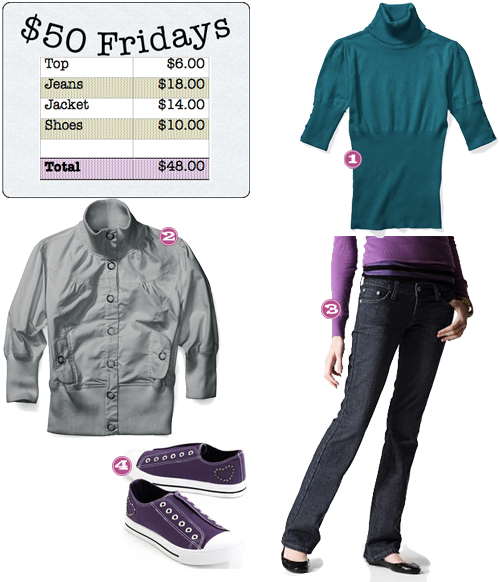 $50 Fridays
Top $6.00
Jeans $18.00
Jacket $14.00
Shoes $10.00
Total $48.00
1
2
3
4